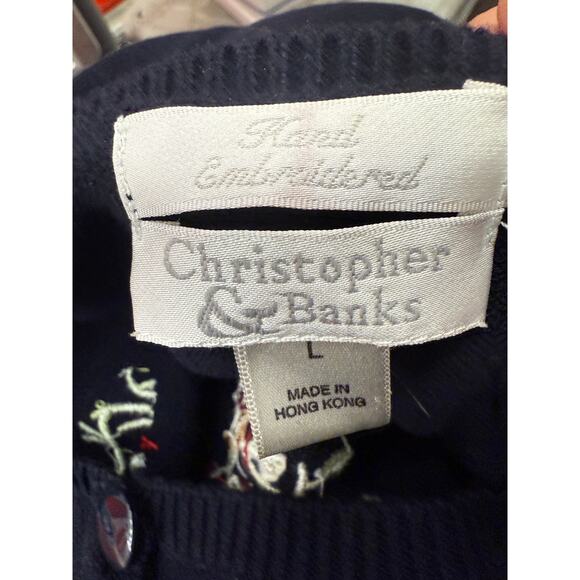 Hand
Embroidered
Christopher
& Banks
L
MADE IN
HONG KONG